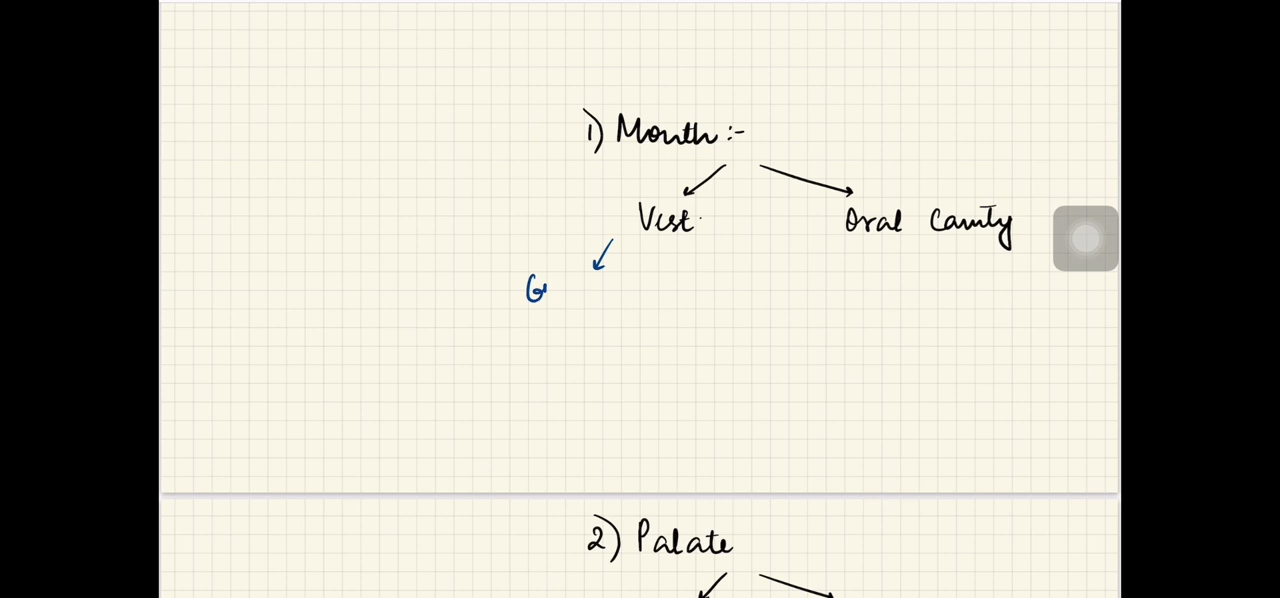 1) Mouth :-
Vest.
Oral Cavity
G
2) Palate